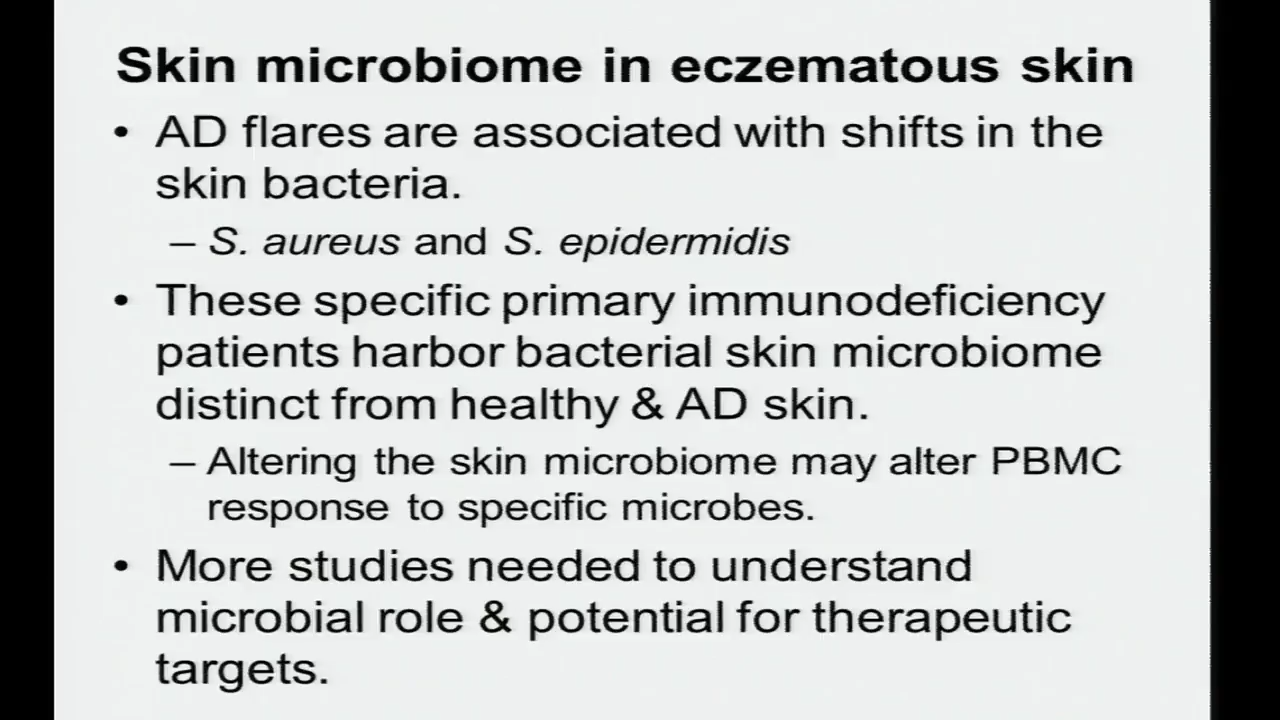 Skin microbiome in eczematous skin
• AD flares are associated with shifts in the
skin bacteria.
– S. aureus and S. epidermidis
• These specific primary immunodeficiency
patients harbor bacterial skin microbiome
distinct from healthy & AD skin.
– Altering the skin microbiome may alter PBMC
response to specific microbes.
• More studies needed to understand
microbial role & potential for therapeutic
targets.